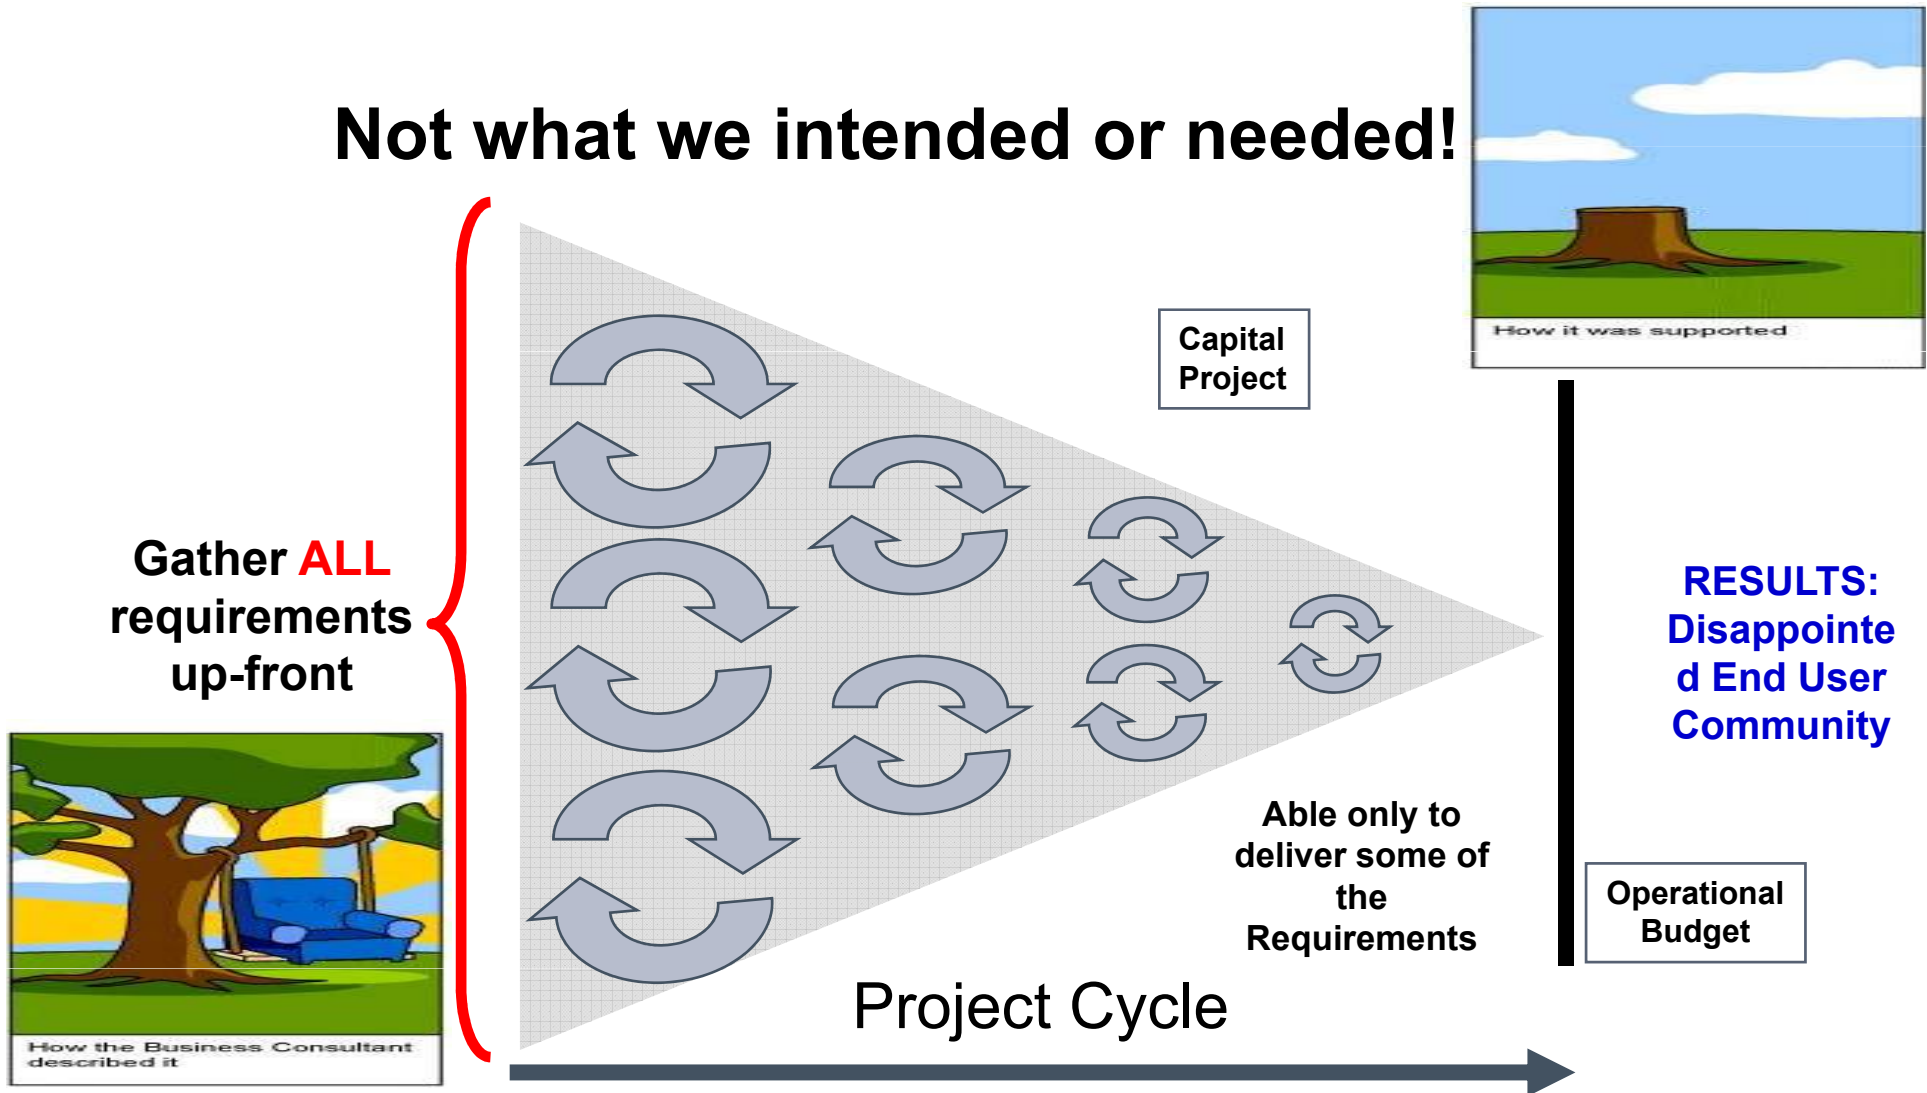 Not what we intended or needed!
How it was supported
Capital
Project
Gather ALL
requirements
up-front
RESULTS:
Disappointe
d End User
Community
Able only to
deliver some of
the
Requirements
Operational
Budget
Project Cycle
How the Business Consultant
described it